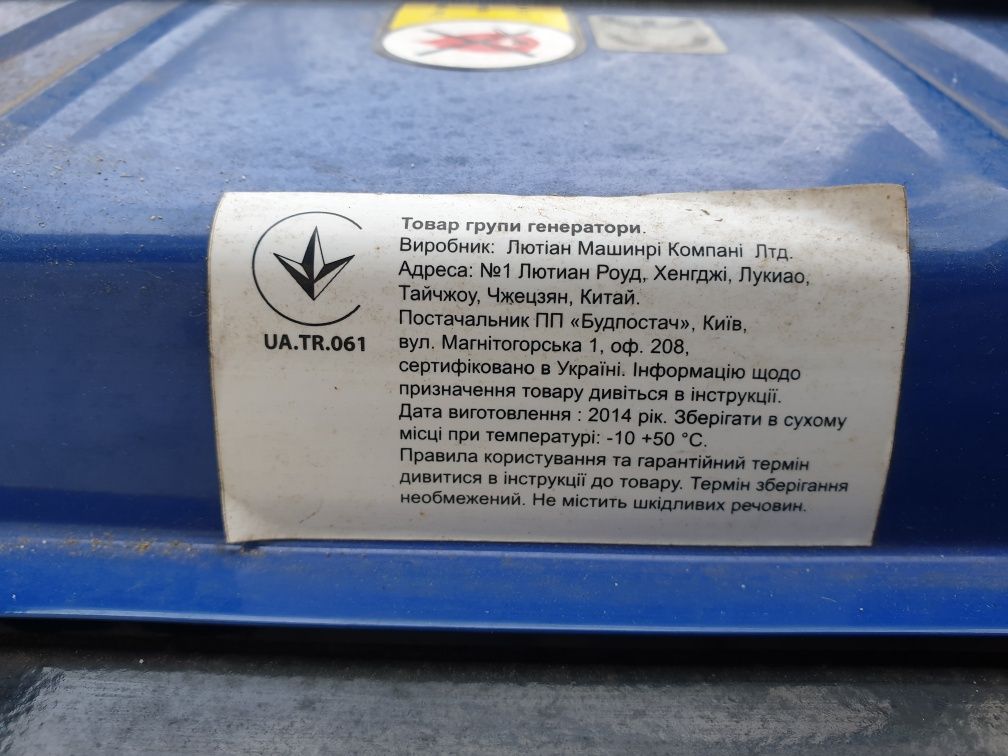 UA.TR.061
Товар групи генератори.
Виробник: Лютіан Машинрі Компані Лтд.
Адреса: №1 Лютиан Роуд, Хенгджі, Лукиао,
Тайчжоу, Чжецзян, Китай.
Постачальник ПП «Будпостач», Київ,
вул. Магнітогорська 1, оф. 208,
сертифіковано в Україні. Інформацію щодо
призначення товару дивіться в інструкції.
Дата виготовлення : 2014 рік. Зберігати в сухому
місці при температурі: -10 +50 °C.
Правила користування та гарантійний термін
дивитися в інструкції до товару. Термін зберігання
необмежений. Не містить шкідливих речовин.